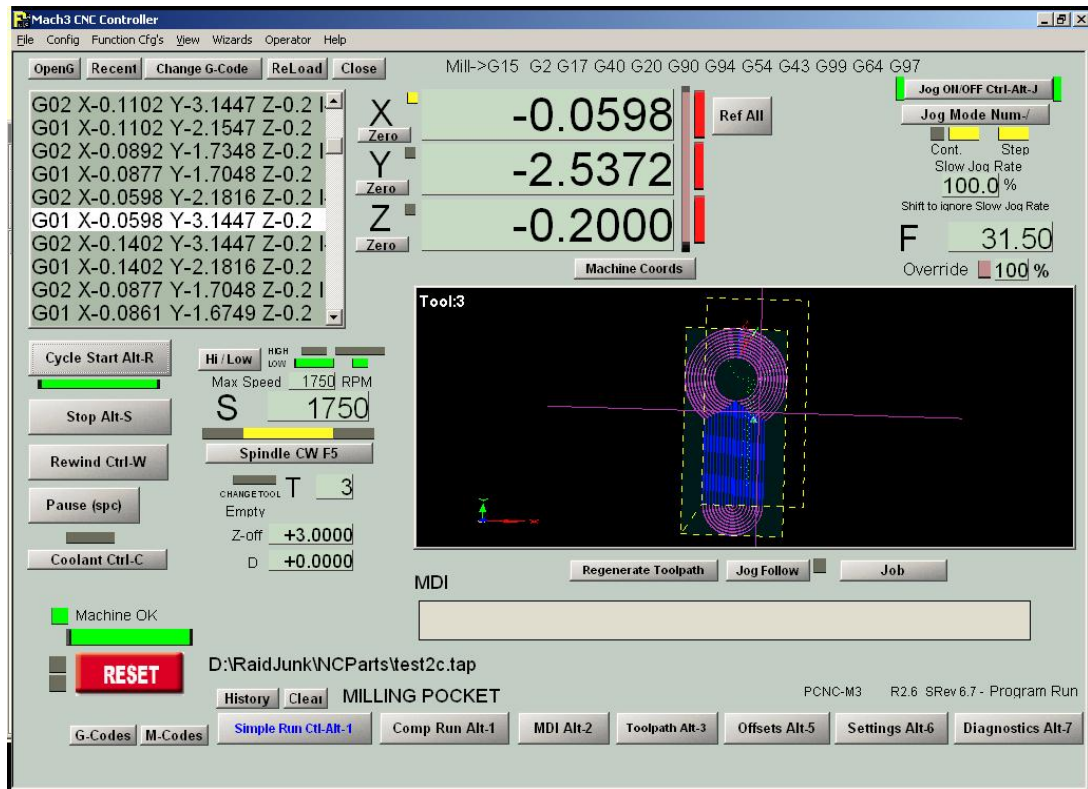 Mach3 CNC Controller
File Config Function Cfg's View Wizards Operator Help
OpenG Recent Change G-Code ReLoad Close
Mill->G15 G2 G17 G40 G20 G90 G94 G54 G43 G99 G64 G97
Jog ON/OFF Ctrl-Alt-J
Jog Mode Num-/
Cont. Step
Slow Jog Rate
100.0 %
Shift to ignore Slow Jog Rate
F 31.50
Override 100 %
G02 X-0.1102 Y-3.1447 Z-0.2 I-
G01 X-0.1102 Y-2.1547 Z-0.2
G02 X-0.0892 Y-1.7348 Z-0.2 I-
G01 X-0.0877 Y-1.7048 Z-0.2
G02 X-0.0598 Y-2.1816 Z-0.2 I-
G01 X-0.0598 Y-3.1447 Z-0.2
G02 X-0.1402 Y-3.1447 Z-0.2 I-
G01 X-0.1402 Y-2.1816 Z-0.2
G02 X-0.0877 Y-1.7048 Z-0.2 I
G01 X-0.0861 Y-1.6749 Z-0.2
X -0.0598 Ref All
Zero
Y -2.5372
Zero
Z -0.2000
Zero
Machine Coords
Tool:3
Cycle Start Alt-R
Stop Alt-S
Rewind Ctrl-W
Pause (spc)
Coolant Ctrl-C
Hi / Low HIGH
LOW
Max Speed 1750 RPM
S 1750
Spindle CW F5
CHANGE TOOL T 3
Empty
Z-off +3.0000
D +0.0000
Regenerate Toolpath Jog Follow Job
MDI
Machine OK
RESET
D:\RaidJunk\NCParts\test2c.tap
History Clear MILLING POCKET
PCNC-M3 R2.6 SRev 6.7 - Program Run
G-Codes M-Codes
Simple Run Ctl-Alt-1 Comp Run Alt-1 MDI Alt-2 Toolpath Alt-3 Offsets Alt-5 Settings Alt-6 Diagnostics Alt-7